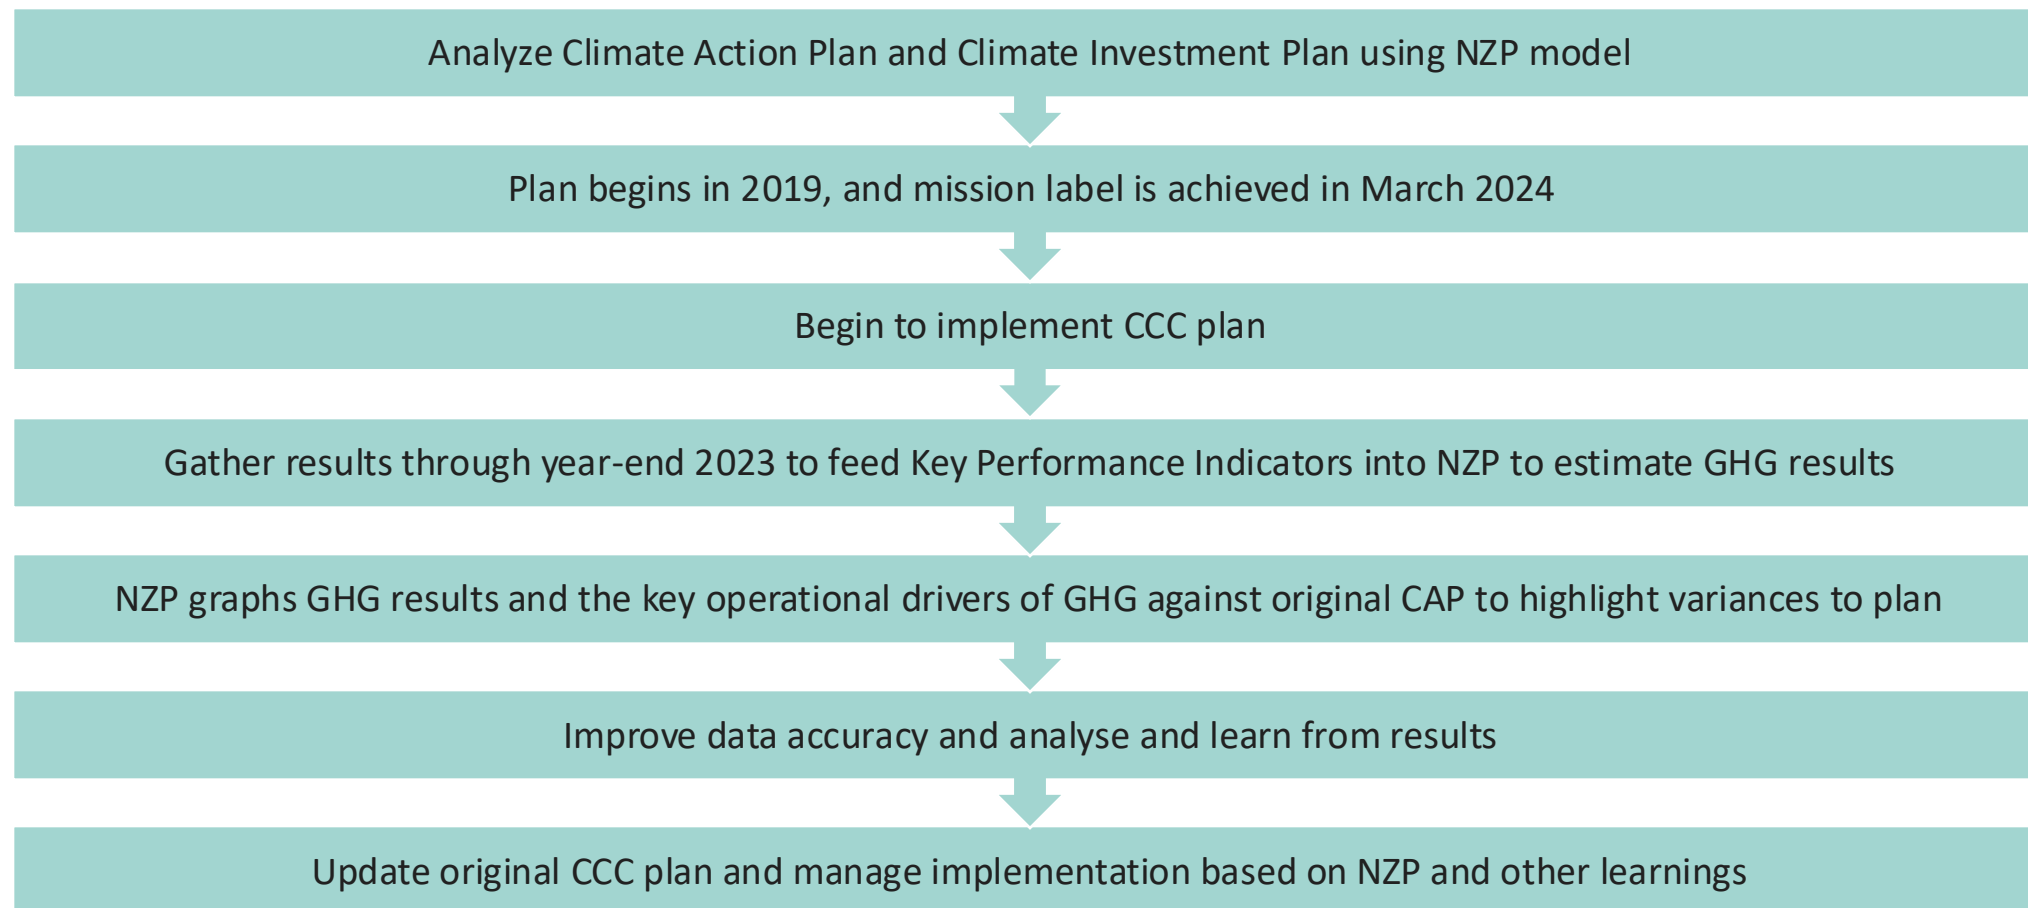 Analyze Climate Action Plan and Climate Investment Plan using NZP model
Plan begins in 2019, and mission label is achieved in March 2024
Begin to implement CCC plan
Gather results through year-end 2023 to feed Key Performance Indicators into NZP to estimate GHG results
NZP graphs GHG results and the key operational drivers of GHG against original CAP to highlight variances to plan
Improve data accuracy and analyse and learn from results
Update original CCC plan and manage implementation based on NZP and other learnings